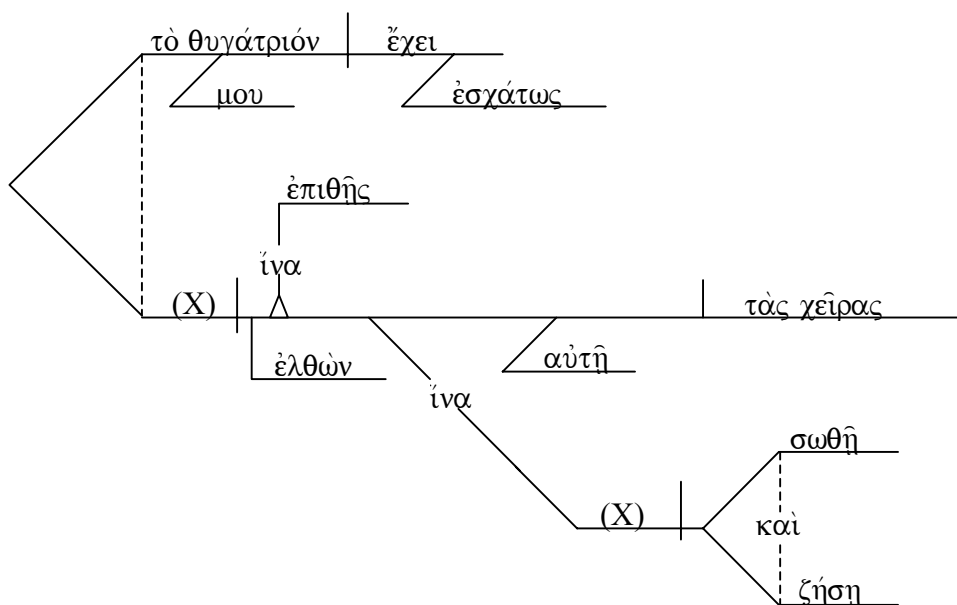 τὸ θυγάτριόν ἔχει
μου ἐσχάτως
ἐπιθῇς
ἵνα
(X) τὰς χεῖρας
ἐλθὼν αὐτῇ
ἵνα
σωθῇ
(X) καὶ
ζήσῃ